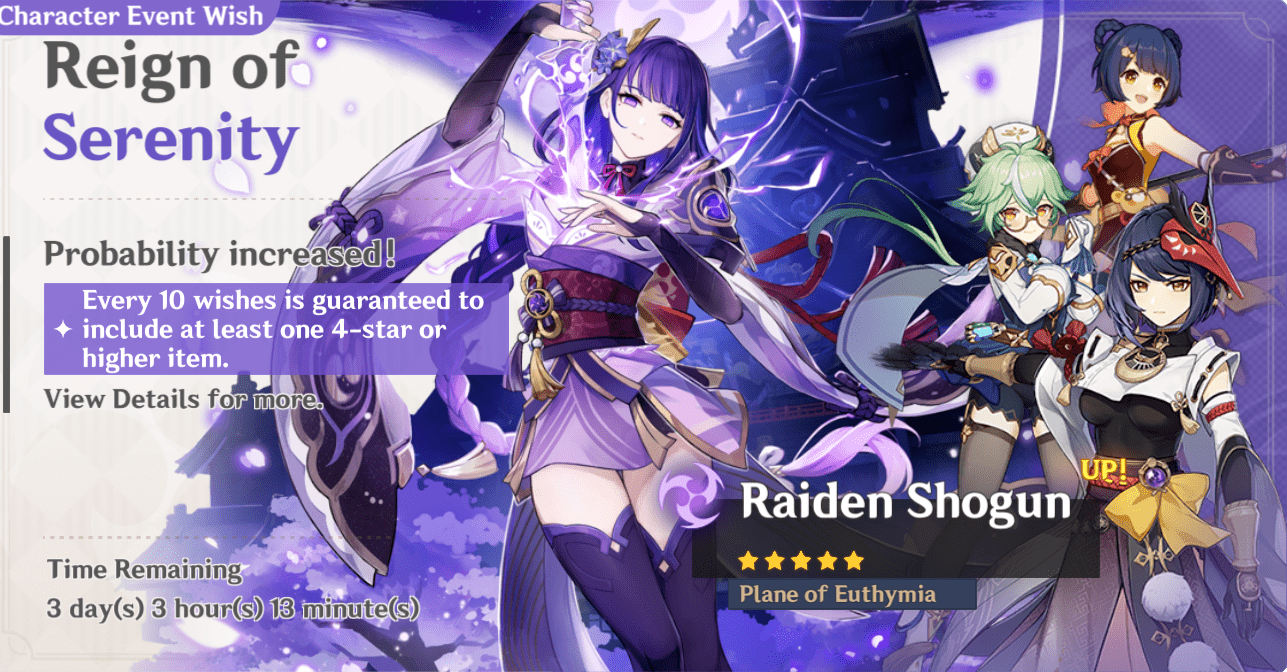 Character Event Wish
Reign of
Serenity
Probability increased!
Every 10 wishes is guaranteed to
include at least one 4-star or
higher item.
View Details for more.
Time Remaining
3 day(s) 3 hour(s) 13 minute(s)
UP!
Raiden Shogun
Plane of Euthymia